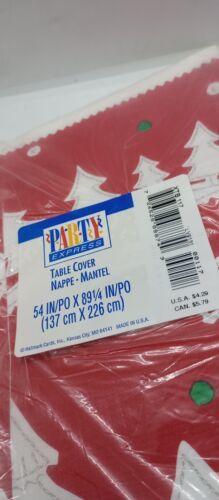 PARTY
EXPRESS
TABLE COVER
NAPPE - MANTEL
54 IN/PO X 89¼ IN/PO
(137 cm X 226 cm)
© Hallmark Cards, Inc., Kansas City, MO 64141 MADE IN U.S.A.
U.S.A. $4.29
CAN. $5.79